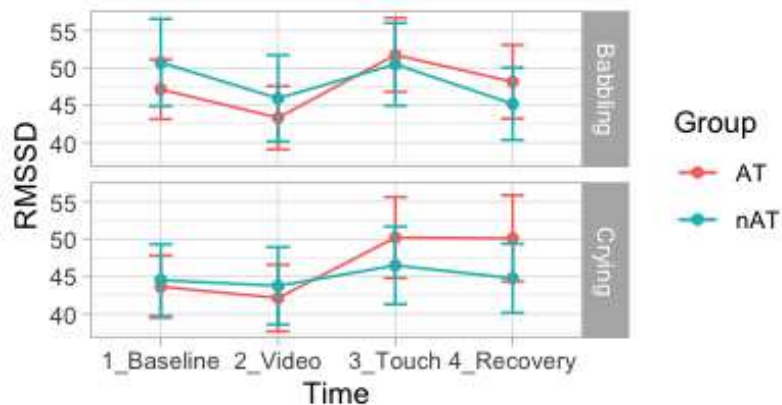 55
50
45
40
Babbling
55
50
45
40
Crying
RMSSD
1_Baseline 2_Video 3_Touch 4_Recovery
Time
Group
AT
nAT